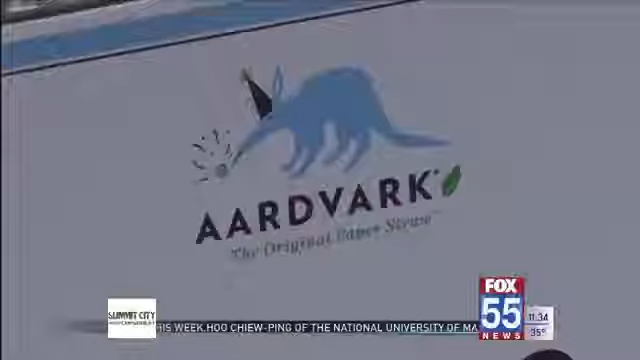 AARDVARK
The Original Paper Straw
SUMMIT CITY
FOX
55
NEWS
11:34
35°
HIS WEEK.HOO CHIEW-PING OF THE NATIONAL UNIVERSITY OF MA